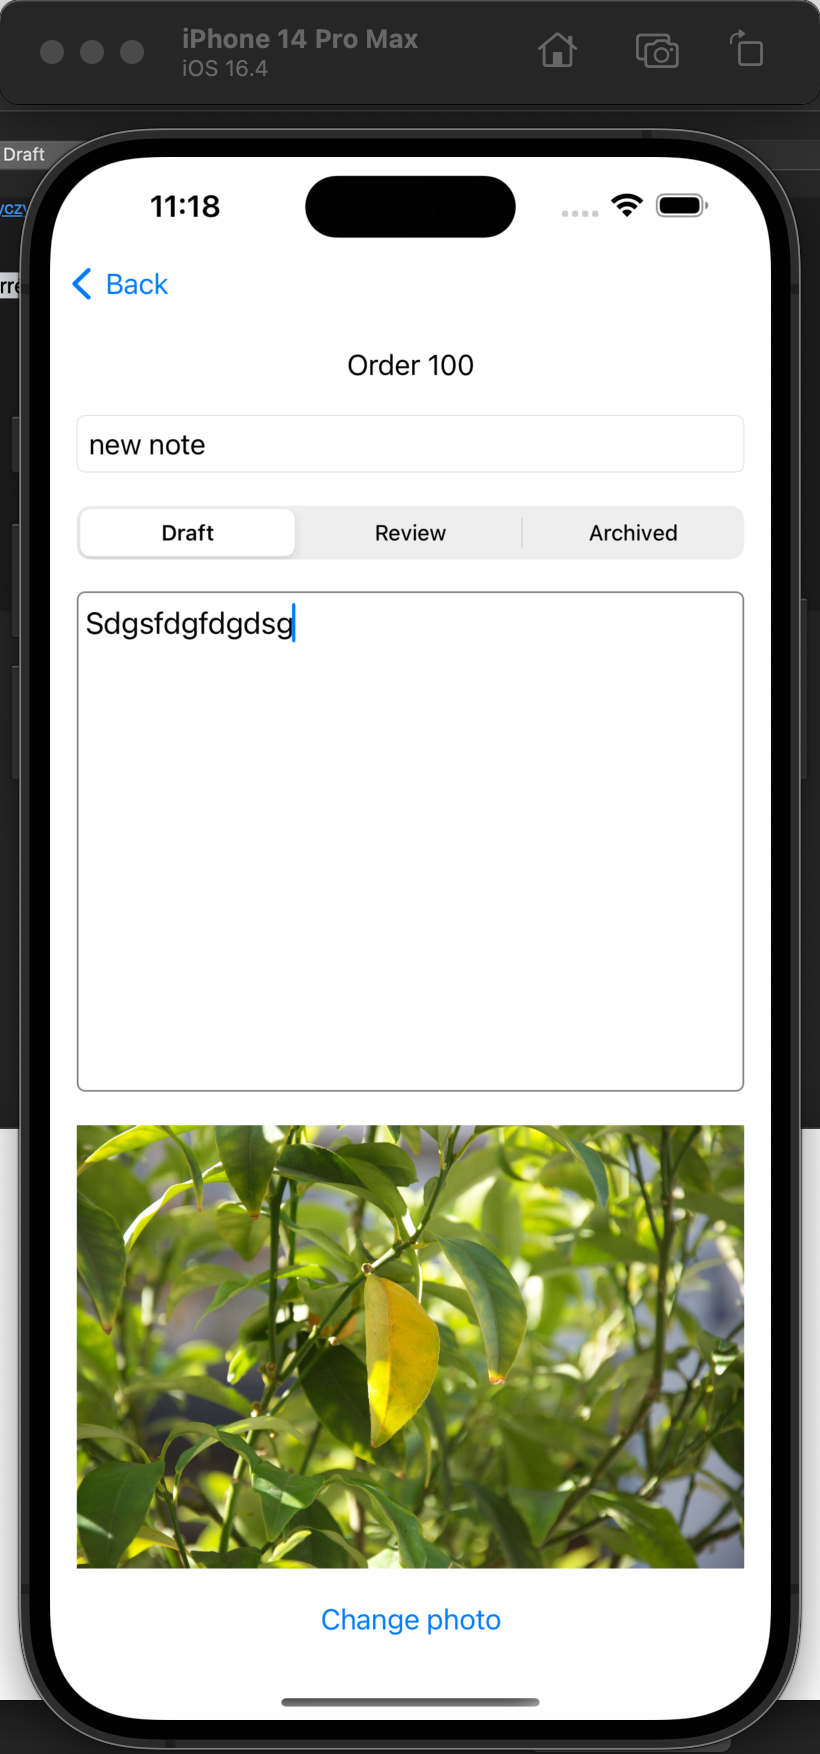 iPhone 14 Pro Max
iOS 16.4
Draft
11:18
Back
Order 100
new note
Draft Review Archived
Sdgsfdgfdgdsg
Change photo